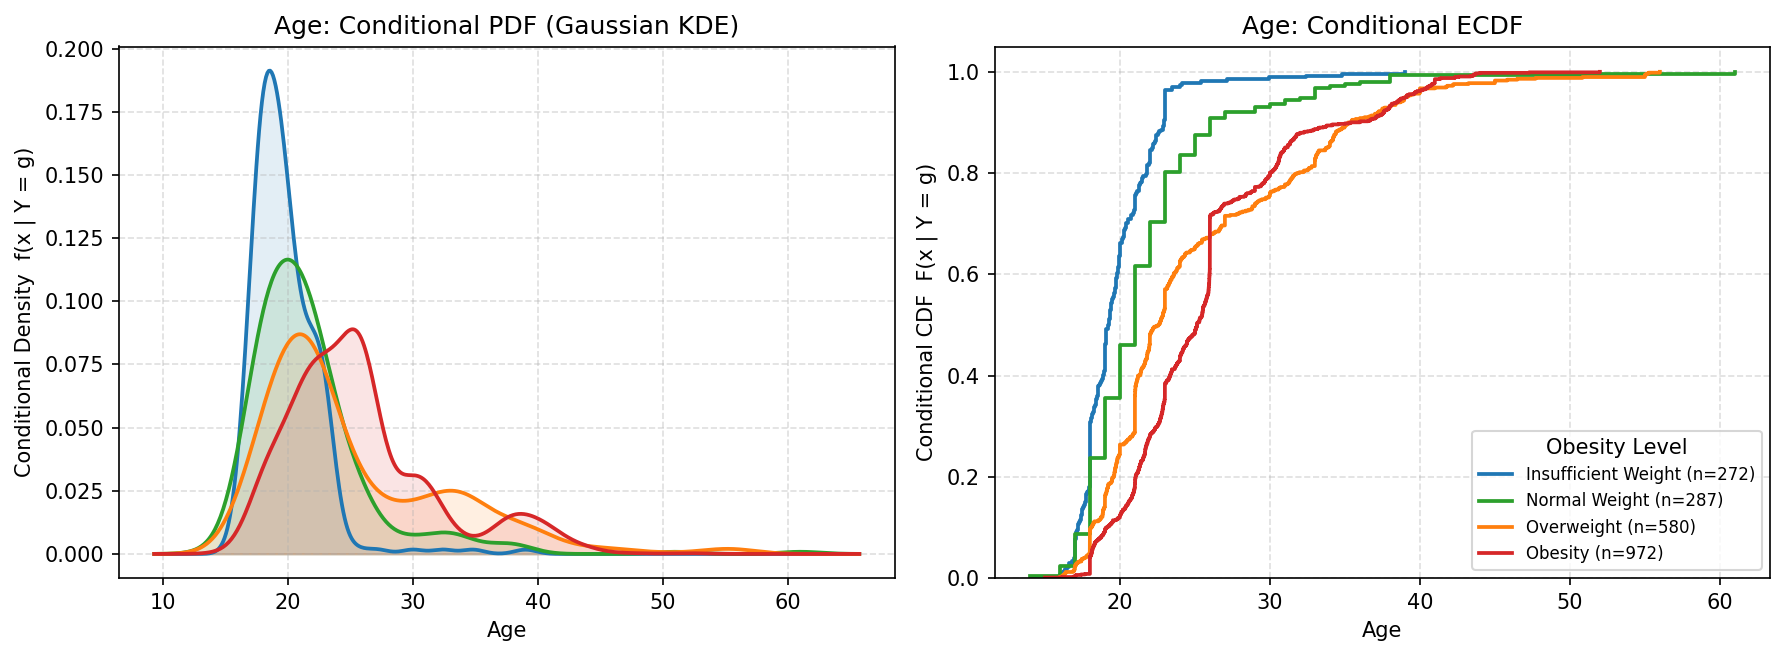 Age: Conditional PDF (Gaussian KDE)
Conditional Density f(x | Y = g)
0.200
0.175
0.150
0.125
0.100
0.075
0.050
0.025
0.000
10 20 30 40 50 60
Age
Age: Conditional ECDF
Conditional CDF F(x | Y = g)
1.0
0.8
0.6
0.4
0.2
0.0
20 30 40 50 60
Age
Obesity Level
Insufficient Weight (n=272)
Normal Weight (n=287)
Overweight (n=580)
Obesity (n=972)